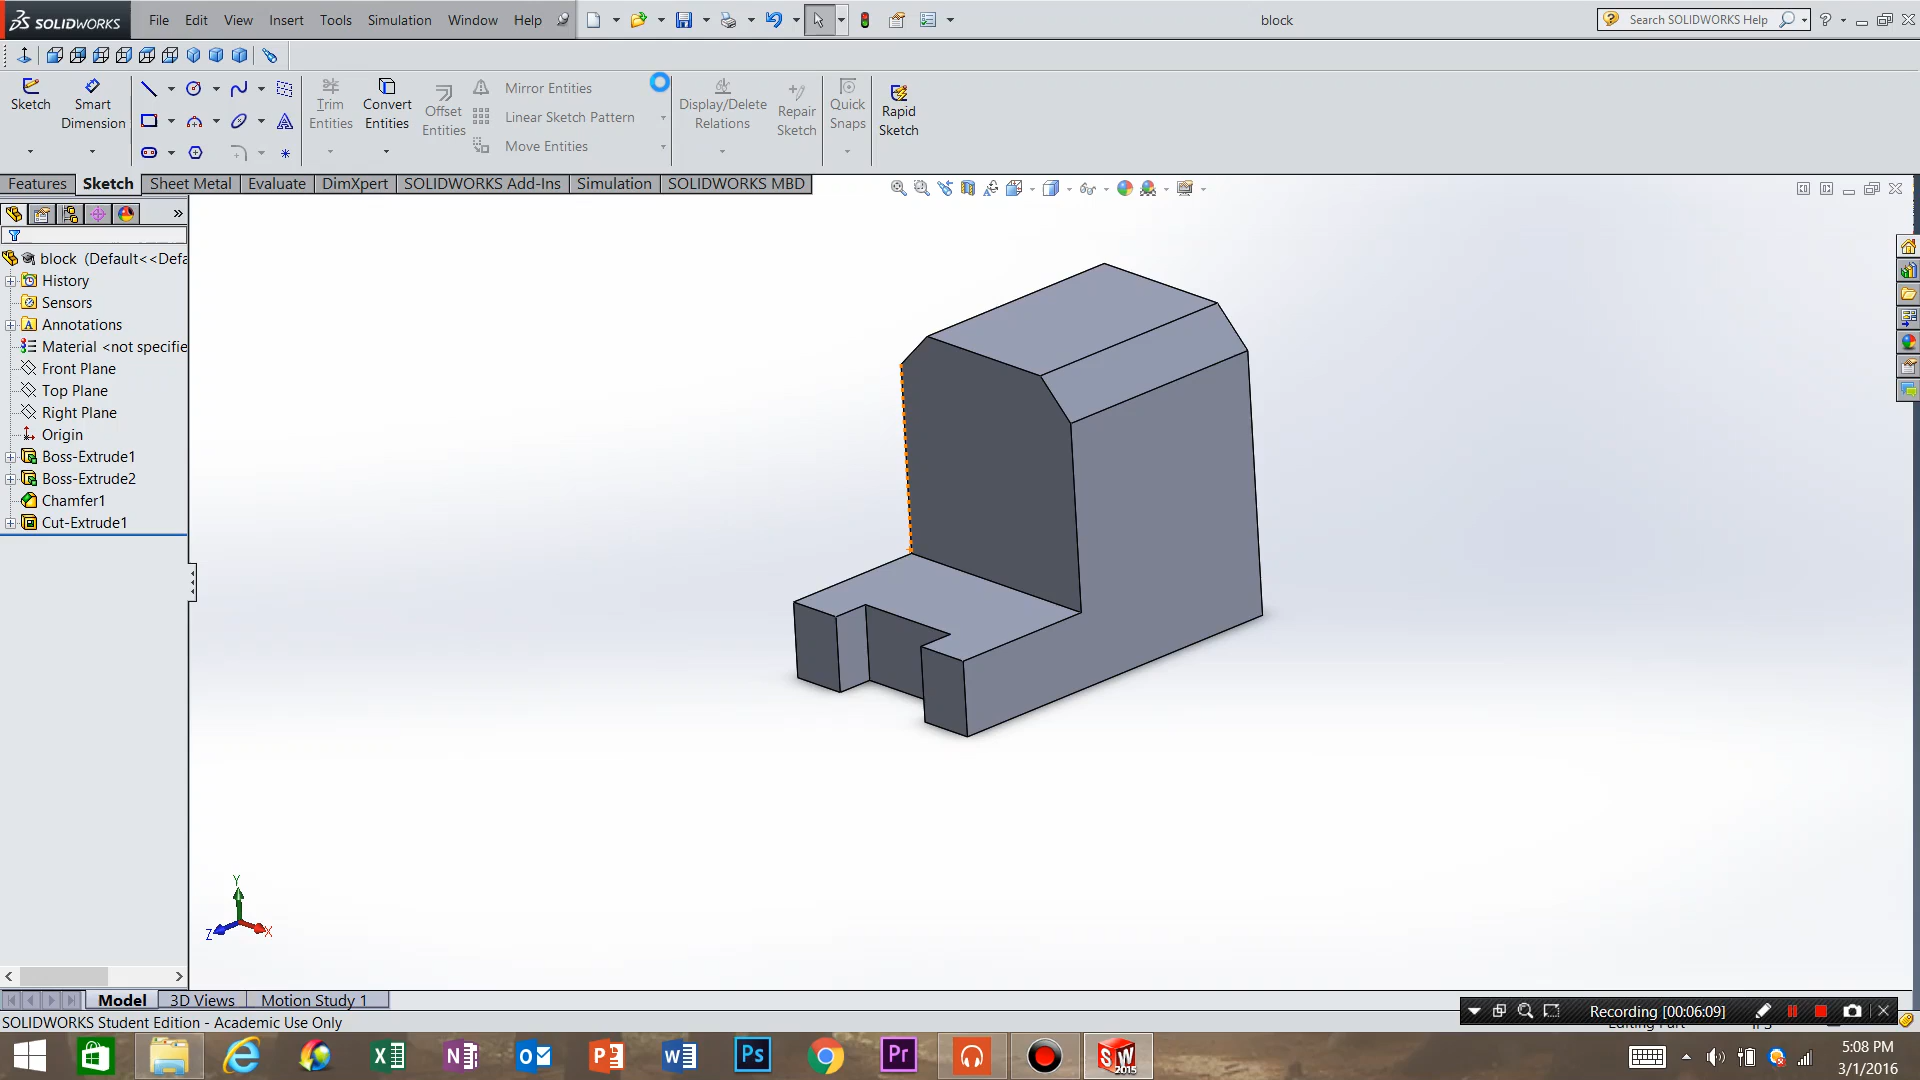 SOLIDWORKS File Edit View Insert Tools Simulation Window Help block Search SOLIDWORKS Help ?
Sketch Smart Dimension Trim Entities Convert Entities Offset Entities Mirror Entities Linear Sketch Pattern Move Entities Display/Delete Relations Repair Sketch Quick Snaps Rapid Sketch
Features Sketch Sheet Metal Evaluate DimXpert SOLIDWORKS Add-Ins Simulation SOLIDWORKS MBD
block (Default<<Defa
History
Sensors
Annotations
Material <not specifie
Front Plane
Top Plane
Right Plane
Origin
Boss-Extrude1
Boss-Extrude2
Chamfer1
Cut-Extrude1
Y
Z X
Model 3D Views Motion Study 1
Recording [00:06:09]
SOLIDWORKS Student Edition - Academic Use Only
5:08 PM
3/1/2016